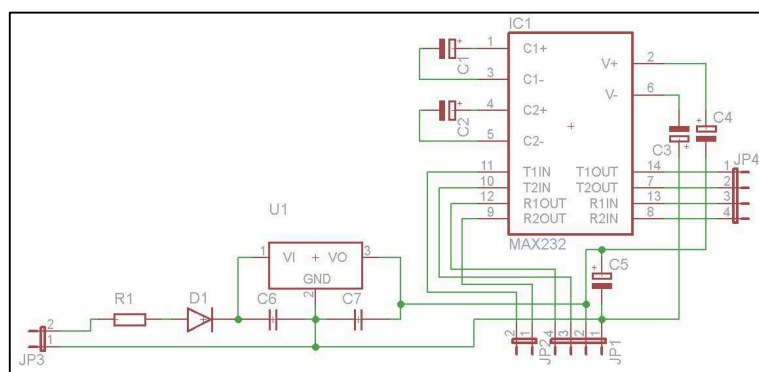 IC1
1 C1+ V+ 2
3 C1- V- 6
4 C2+
5 C2-
C1
C2
+
+
+
C3
C4
+
+
11 T1IN T1OUT 14
10 T2IN T2OUT 7
12 R1OUT R1IN 13
9 R2OUT R2IN 8
MAX232
JP4
1
2
3
4
U1
1 VI + VO 3
GND
2
C5
+
R1
D1
C6
C7
2
1
JP3
2
1
JP2
4
3
2
1
JP1